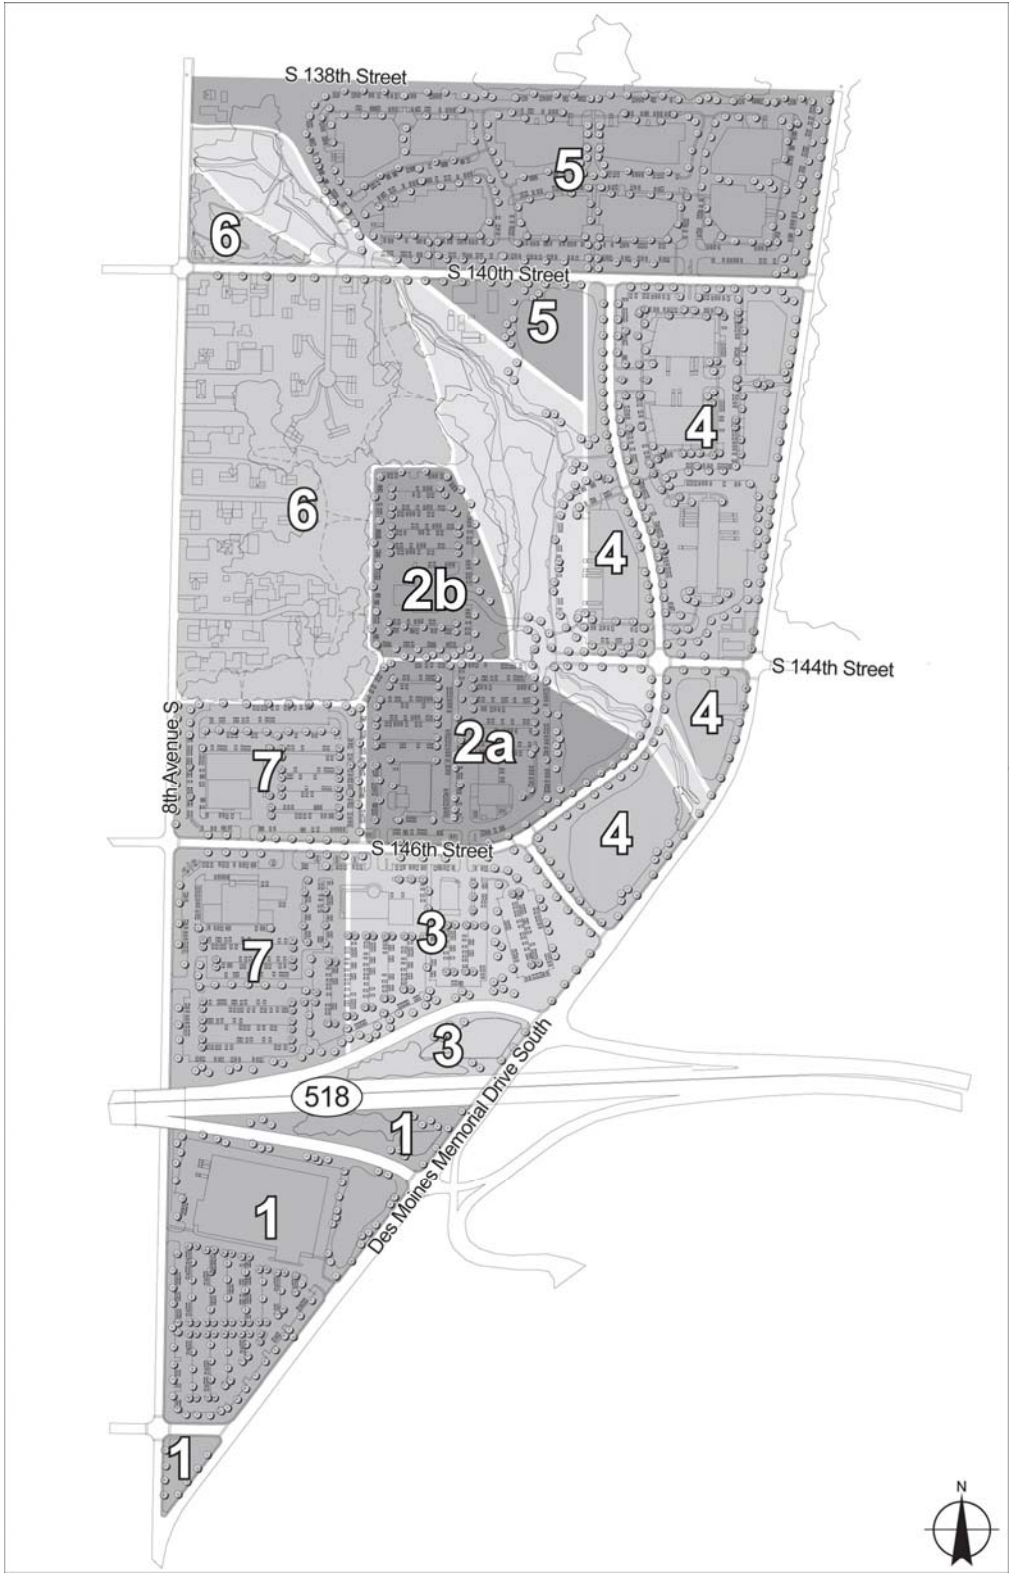 S 138th Street
5
6
S 140th Street
5
4
6
4
2b
S 144th Street
4
8th Avenue S
2a
7
4
S 146th Street
3
7
3
Des Moines Memorial Drive South
518
1
1
1
N